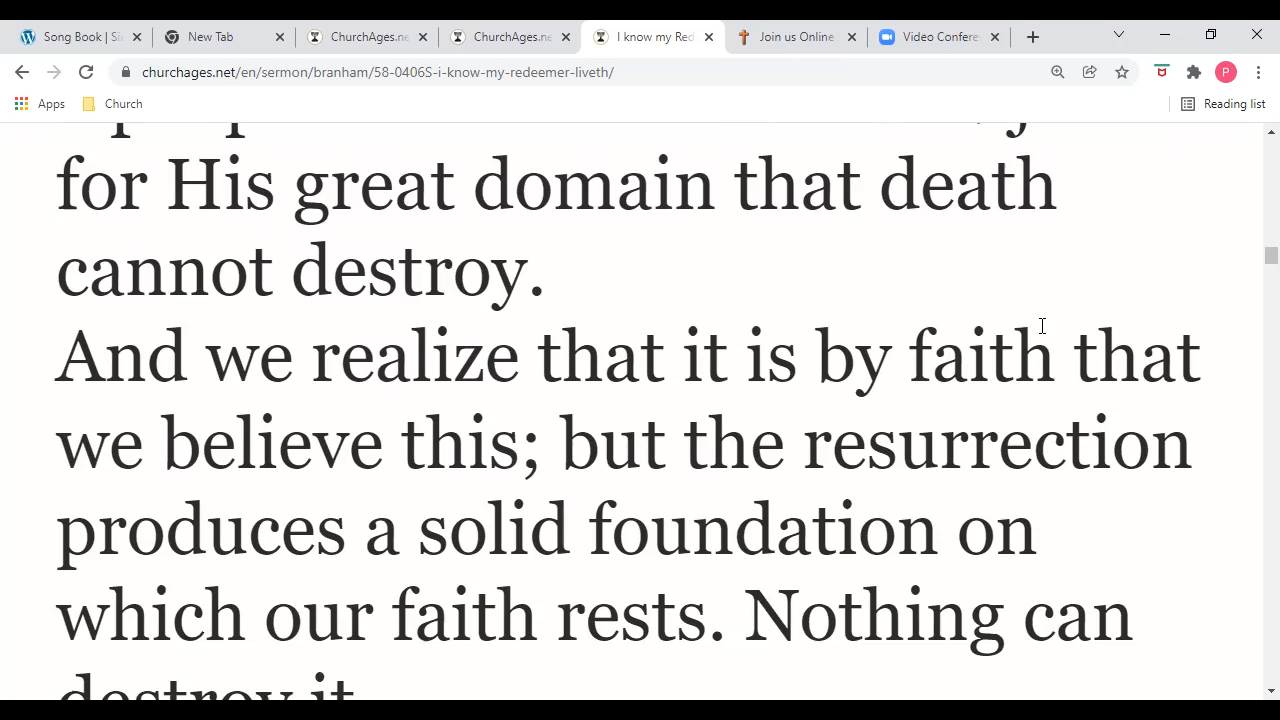 Song Book | Si
New Tab
ChurchAges.ne
ChurchAges.ne
I know my Red
Join us Online
Video Confere
churchages.net/en/sermon/branham/58-0406S-i-know-my-redeemer-liveth/
P
Apps
Church
Reading list
for His great domain that death
cannot destroy.
And we realize that it is by faith that
we believe this; but the resurrection
produces a solid foundation on
which our faith rests. Nothing can
destroy it